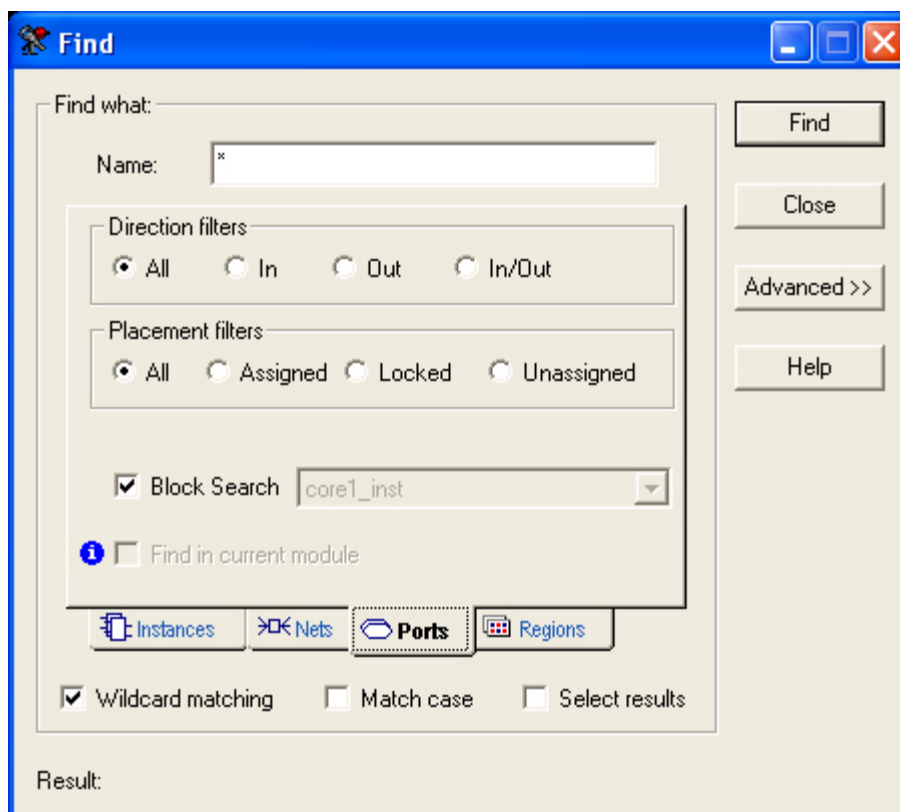 Find
Find what:
Name: *
Direction filters
All In Out In/Out
Placement filters
All Assigned Locked Unassigned
Block Search core1_inst
Find in current module
Instances Nets Ports Regions
Wildcard matching Match case Select results
Find
Close
Advanced >>
Help
Result: